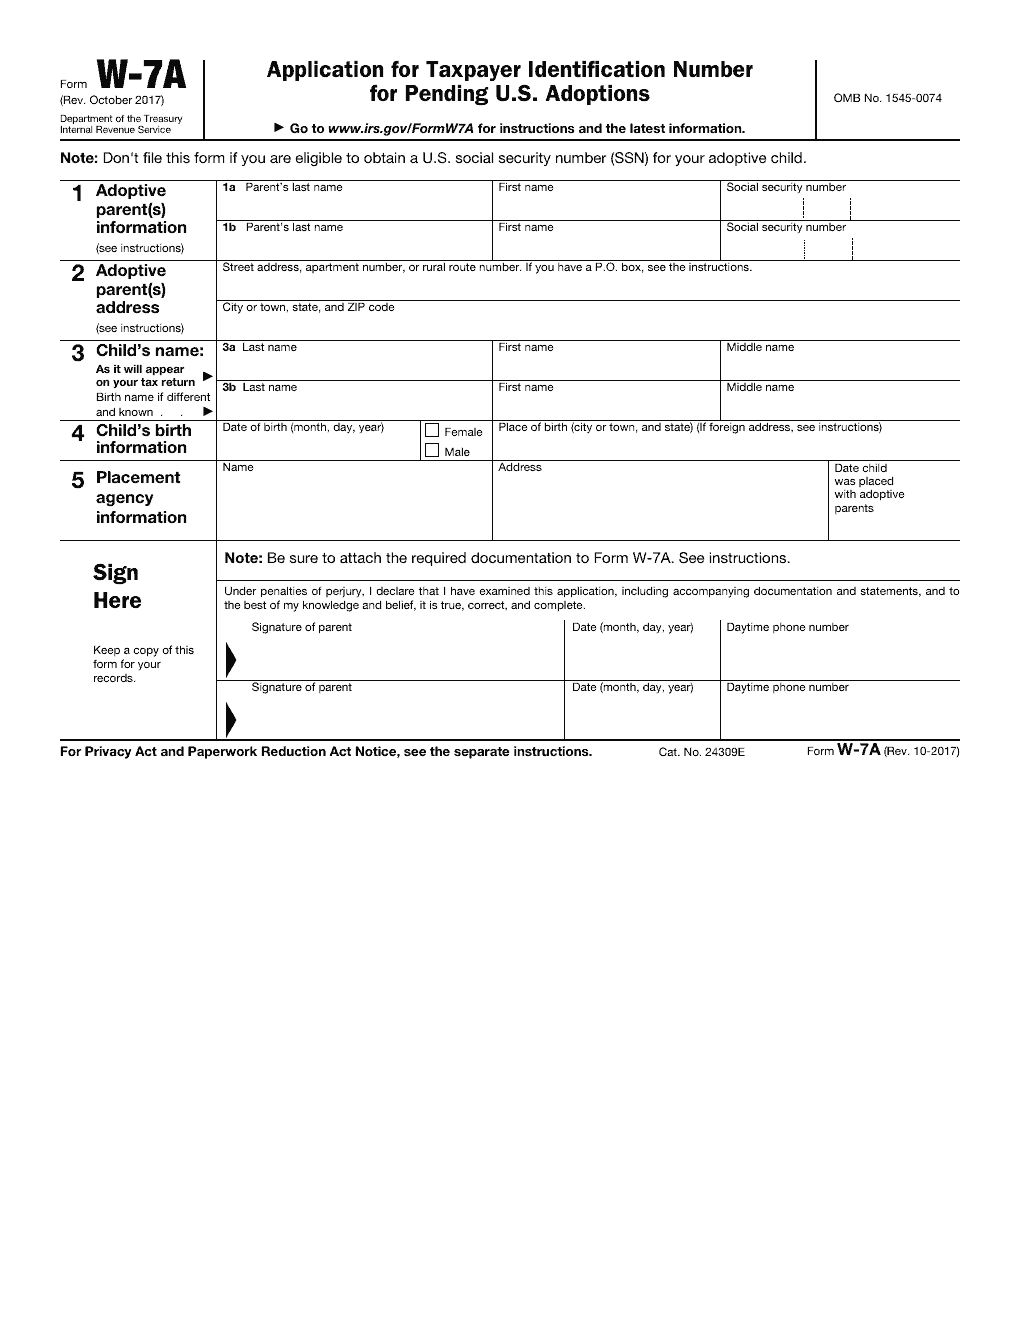 Form W-7A
(Rev. October 2017)
Department of the Treasury
Internal Revenue Service
Application for Taxpayer Identification Number
for Pending U.S. Adoptions
▶ Go to www.irs.gov/FormW7A for instructions and the latest information.
OMB No. 1545-0074
Note: Don't file this form if you are eligible to obtain a U.S. social security number (SSN) for your adoptive child.
1 Adoptive
parent(s)
information
(see instructions)
1a Parent's last name
First name
Social security number
1b Parent's last name
First name
Social security number
2 Adoptive
parent(s)
address
(see instructions)
Street address, apartment number, or rural route number. If you have a P.O. box, see the instructions.
City or town, state, and ZIP code
3 Child's name:
As it will appear
on your tax return ▶
Birth name if different
and known . . ▶
3a Last name
First name
Middle name
3b Last name
First name
Middle name
4 Child's birth
information
Date of birth (month, day, year)
Female
Male
Place of birth (city or town, and state) (If foreign address, see instructions)
5 Placement
agency
information
Name
Address
Date child
was placed
with adoptive
parents
Sign
Here
Keep a copy of this
form for your
records.
Note: Be sure to attach the required documentation to Form W-7A. See instructions.
Under penalties of perjury, I declare that I have examined this application, including accompanying documentation and statements, and to
the best of my knowledge and belief, it is true, correct, and complete.
Signature of parent
Date (month, day, year)
Daytime phone number
Signature of parent
Date (month, day, year)
Daytime phone number
For Privacy Act and Paperwork Reduction Act Notice, see the separate instructions.
Cat. No. 24309E
Form W-7A (Rev. 10-2017)